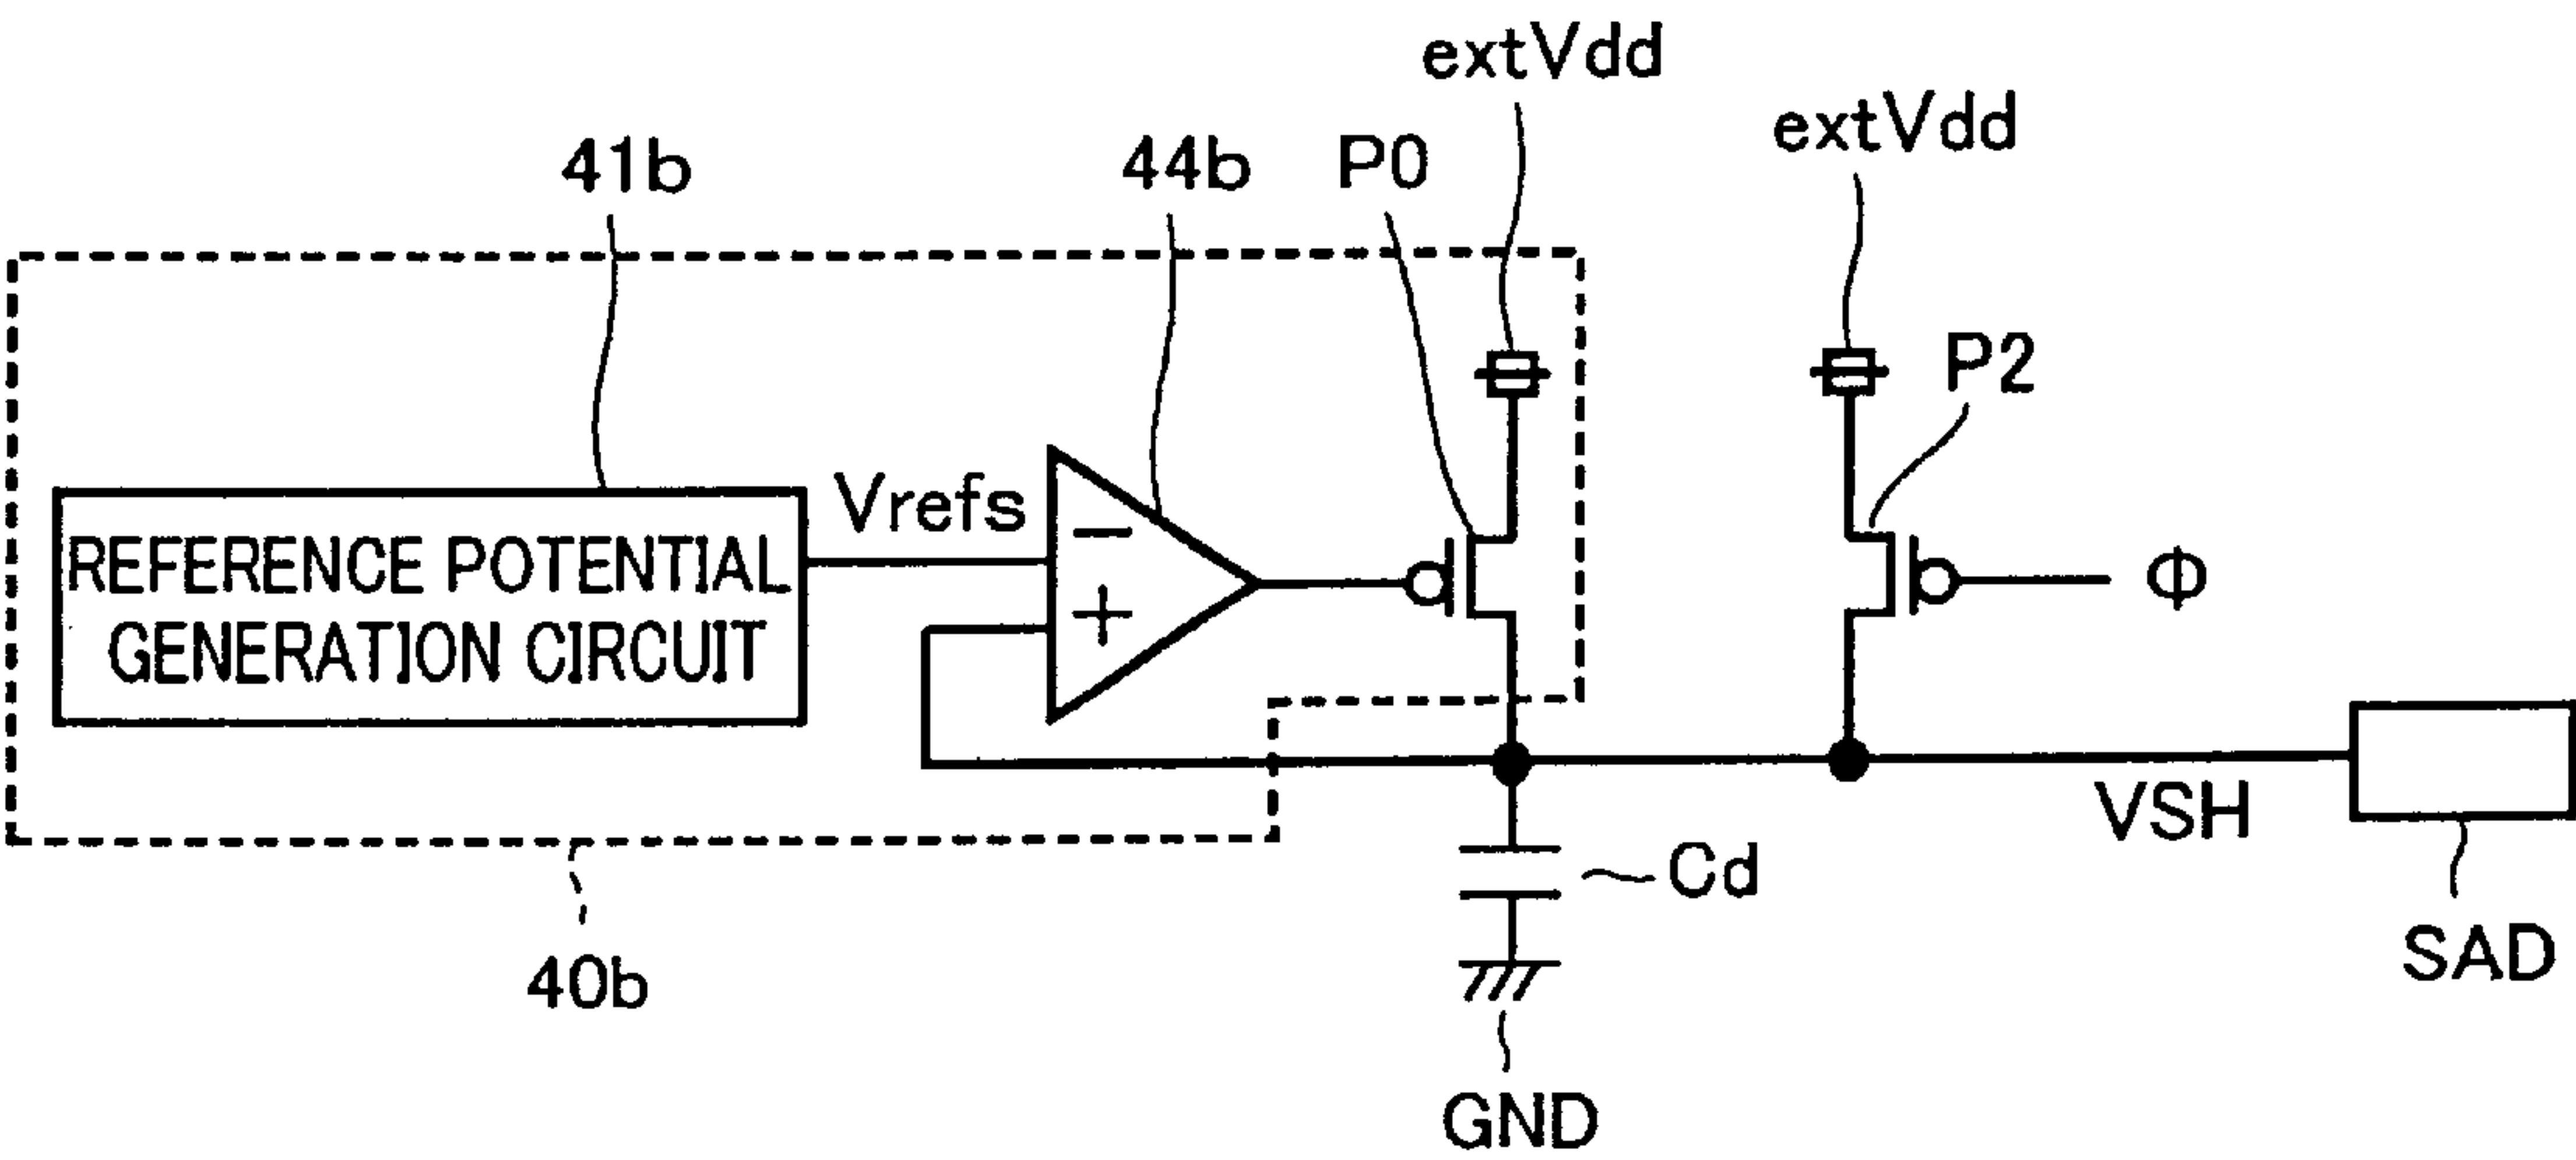 extVdd
extVdd
41b
44b
P0
P2
Vrefs
−
+
REFERENCE POTENTIAL
GENERATION CIRCUIT
Φ
VSH
Cd
SAD
40b
GND